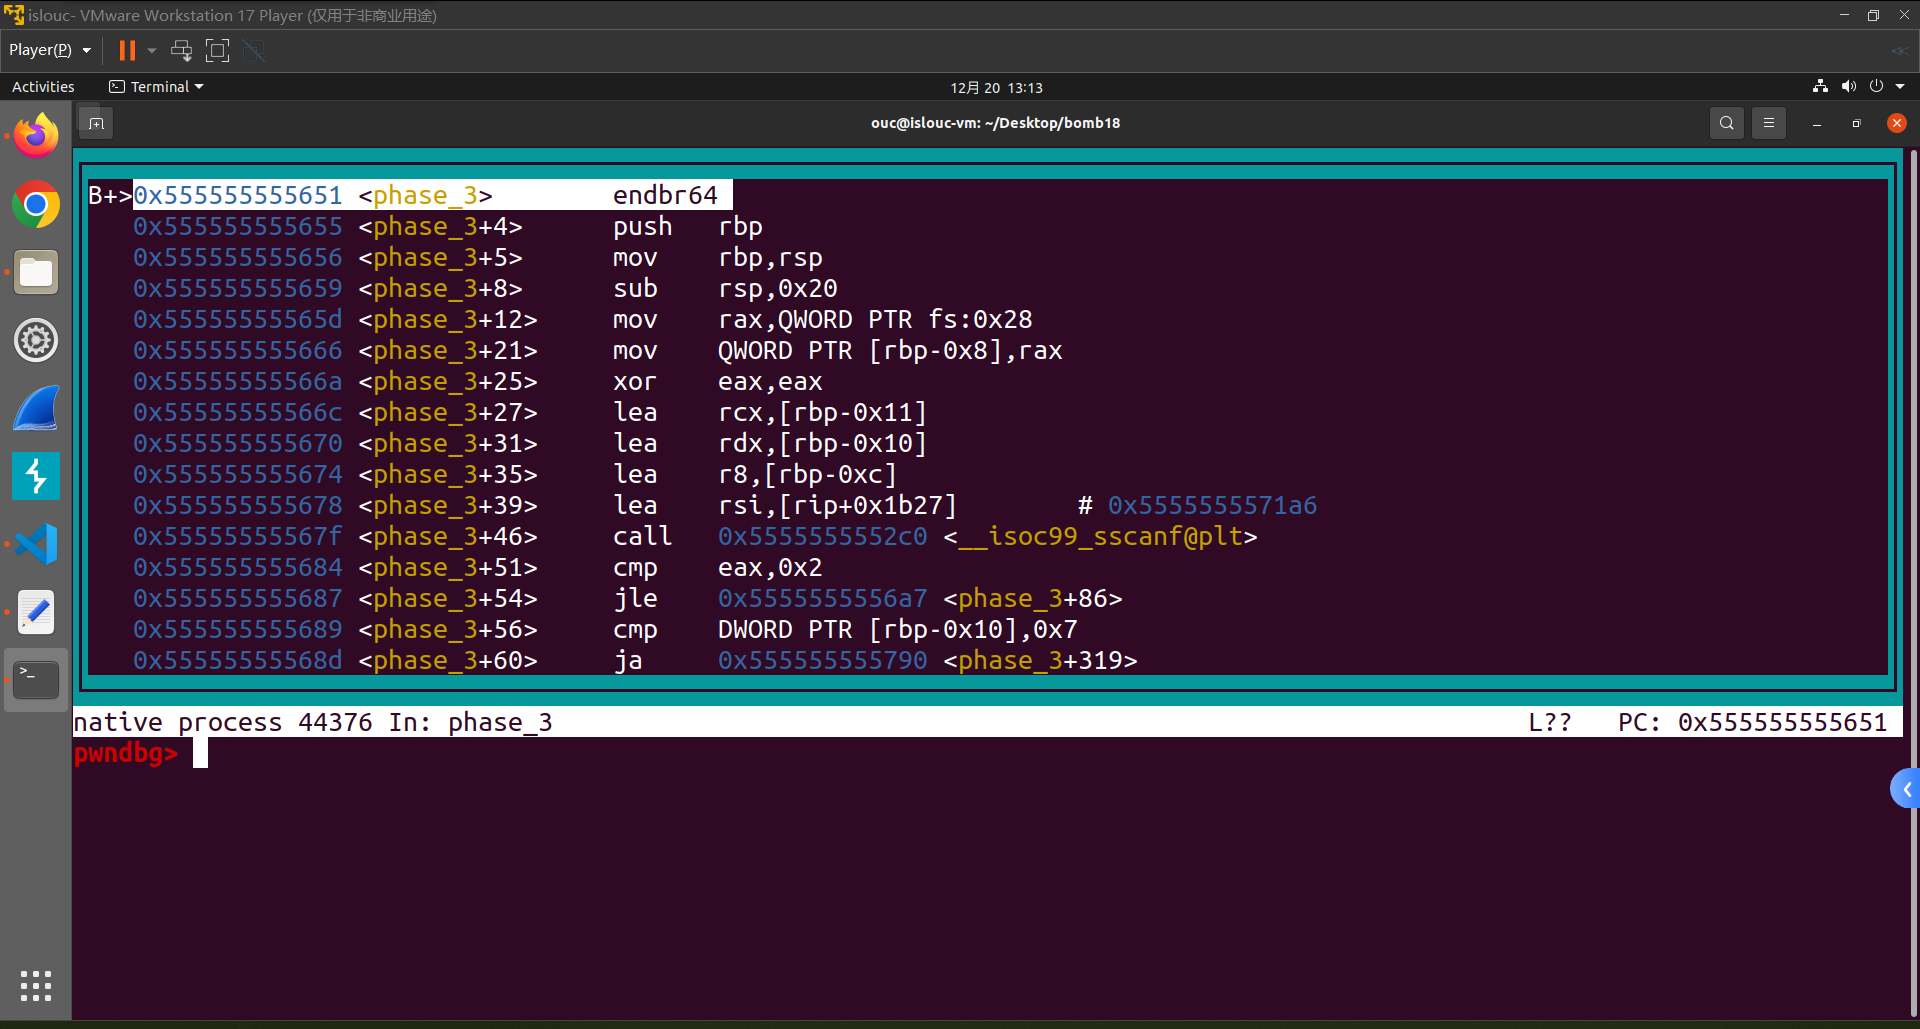 islouc- VMware Workstation 17 Player (仅用于非商业用途)
Player(P)
Activities
Terminal
12月 20 13:13
ouc@islouc-vm: ~/Desktop/bomb18
B+>0x555555555651 <phase_3> endbr64
0x555555555655 <phase_3+4> push rbp
0x555555555656 <phase_3+5> mov rbp,rsp
0x555555555659 <phase_3+8> sub rsp,0x20
0x55555555565d <phase_3+12> mov rax,QWORD PTR fs:0x28
0x555555555666 <phase_3+21> mov QWORD PTR [rbp-0x8],rax
0x55555555566a <phase_3+25> xor eax,eax
0x55555555566c <phase_3+27> lea rcx,[rbp-0x11]
0x555555555670 <phase_3+31> lea rdx,[rbp-0x10]
0x555555555674 <phase_3+35> lea r8,[rbp-0xc]
0x555555555678 <phase_3+39> lea rsi,[rip+0x1b27] # 0x5555555571a6
0x55555555567f <phase_3+46> call 0x5555555552c0 <__isoc99_sscanf@plt>
0x555555555684 <phase_3+51> cmp eax,0x2
0x555555555687 <phase_3+54> jle 0x5555555556a7 <phase_3+86>
0x555555555689 <phase_3+56> cmp DWORD PTR [rbp-0x10],0x7
0x55555555568d <phase_3+60> ja 0x555555555790 <phase_3+319>
native process 44376 In: phase_3 L?? PC: 0x555555555651
pwndbg>